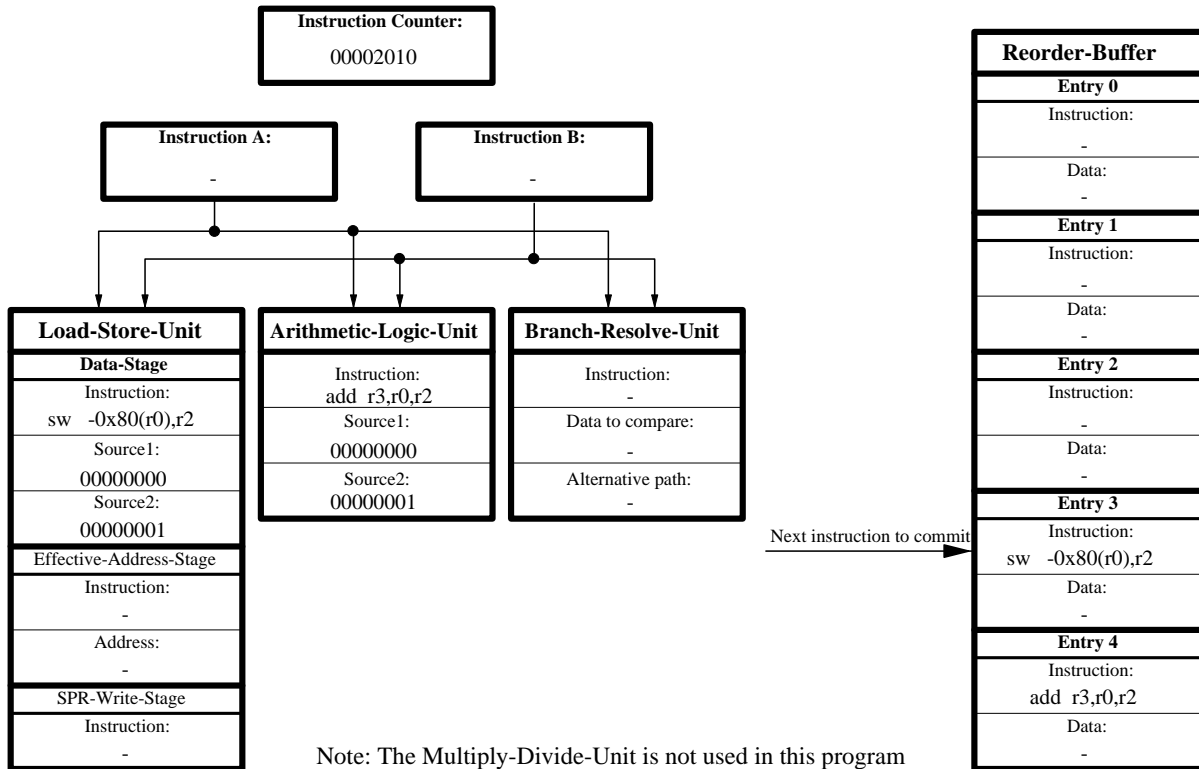 Instruction Counter:
00002010
Instruction A:
-
Instruction B:
-
Load-Store-Unit
Data-Stage
Instruction:
sw -0x80(r0),r2
Source1:
00000000
Source2:
00000001
Effective-Address-Stage
Instruction:
-
Address:
-
SPR-Write-Stage
Instruction:
-
Arithmetic-Logic-Unit
Instruction:
add r3,r0,r2
Source1:
00000000
Source2:
00000001
Branch-Resolve-Unit
Instruction:
-
Data to compare:
-
Alternative path:
-
Next instruction to commit
Reorder-Buffer
Entry 0
Instruction:
-
Data:
-
Entry 1
Instruction:
-
Data:
-
Entry 2
Instruction:
-
Data:
-
Entry 3
Instruction:
sw -0x80(r0),r2
Data:
-
Entry 4
Instruction:
add r3,r0,r2
Data:
-
Note: The Multiply-Divide-Unit is not used in this program